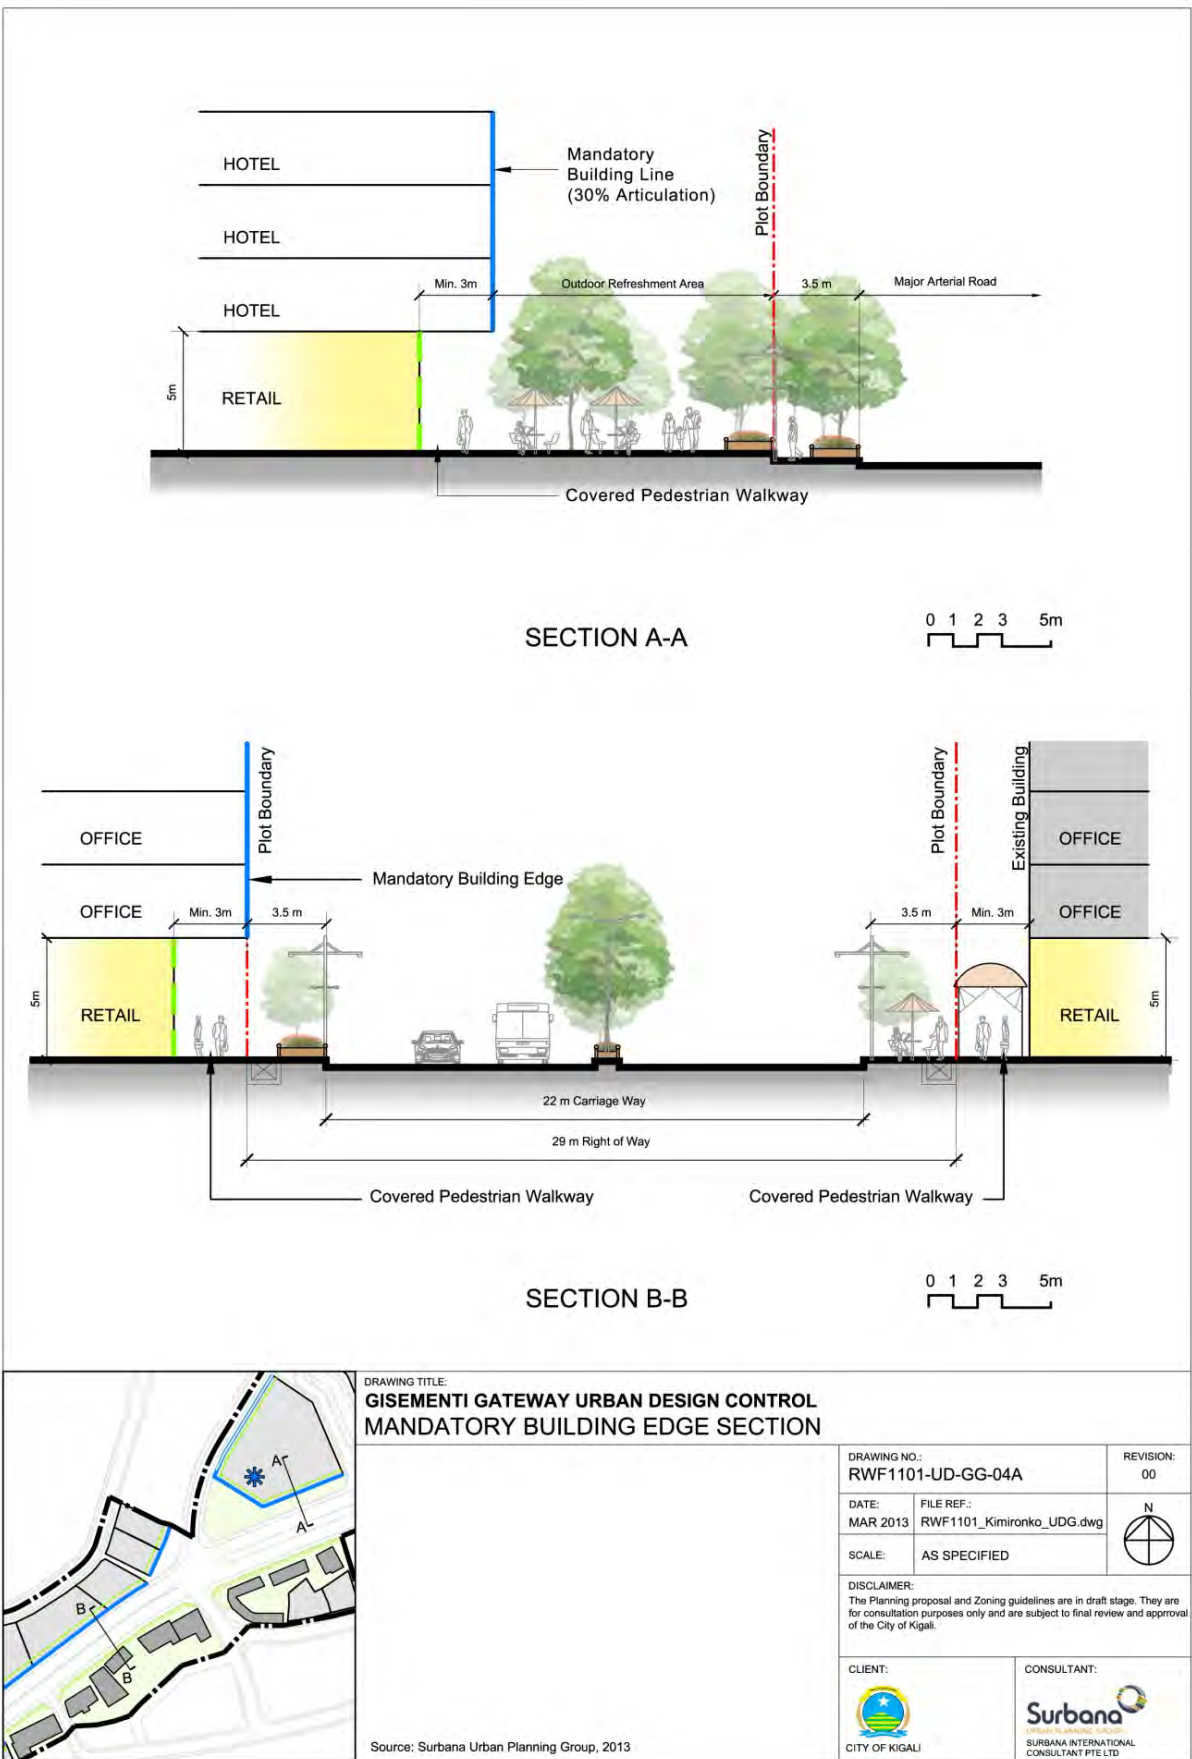 HOTEL
HOTEL
HOTEL
RETAIL
5m
Mandatory
Building Line
(30% Articulation)
Plot Boundary
Min. 3m
Outdoor Refreshment Area
3.5 m
Major Arterial Road
Covered Pedestrian Walkway
SECTION A-A
0 1 2 3 5m
OFFICE
OFFICE
RETAIL
5m
Min. 3m
3.5 m
Plot Boundary
Mandatory Building Edge
Plot Boundary
Existing Building
3.5 m
Min. 3m
OFFICE
OFFICE
RETAIL
5m
22 m Carriage Way
29 m Right of Way
Covered Pedestrian Walkway
Covered Pedestrian Walkway
SECTION B-B
0 1 2 3 5m
A
A
B
B
DRAWING TITLE:
GISEMENTI GATEWAY URBAN DESIGN CONTROL
MANDATORY BUILDING EDGE SECTION
Source: Surbana Urban Planning Group, 2013
DRAWING NO.:
RWF1101-UD-GG-04A
REVISION:
00
DATE:
MAR 2013
FILE REF.:
RWF1101_Kimironko_UDG.dwg
SCALE:
AS SPECIFIED
N
DISCLAIMER:
The Planning proposal and Zoning guidelines are in draft stage. They are
for consultation purposes only and are subject to final review and apprroval
of the City of Kigali.
CLIENT:
CITY OF KIGALI
CONSULTANT:
Surbana
URBAN PLANNING GROUP
SURBANA INTERNATIONAL
CONSULTANT PTE LTD